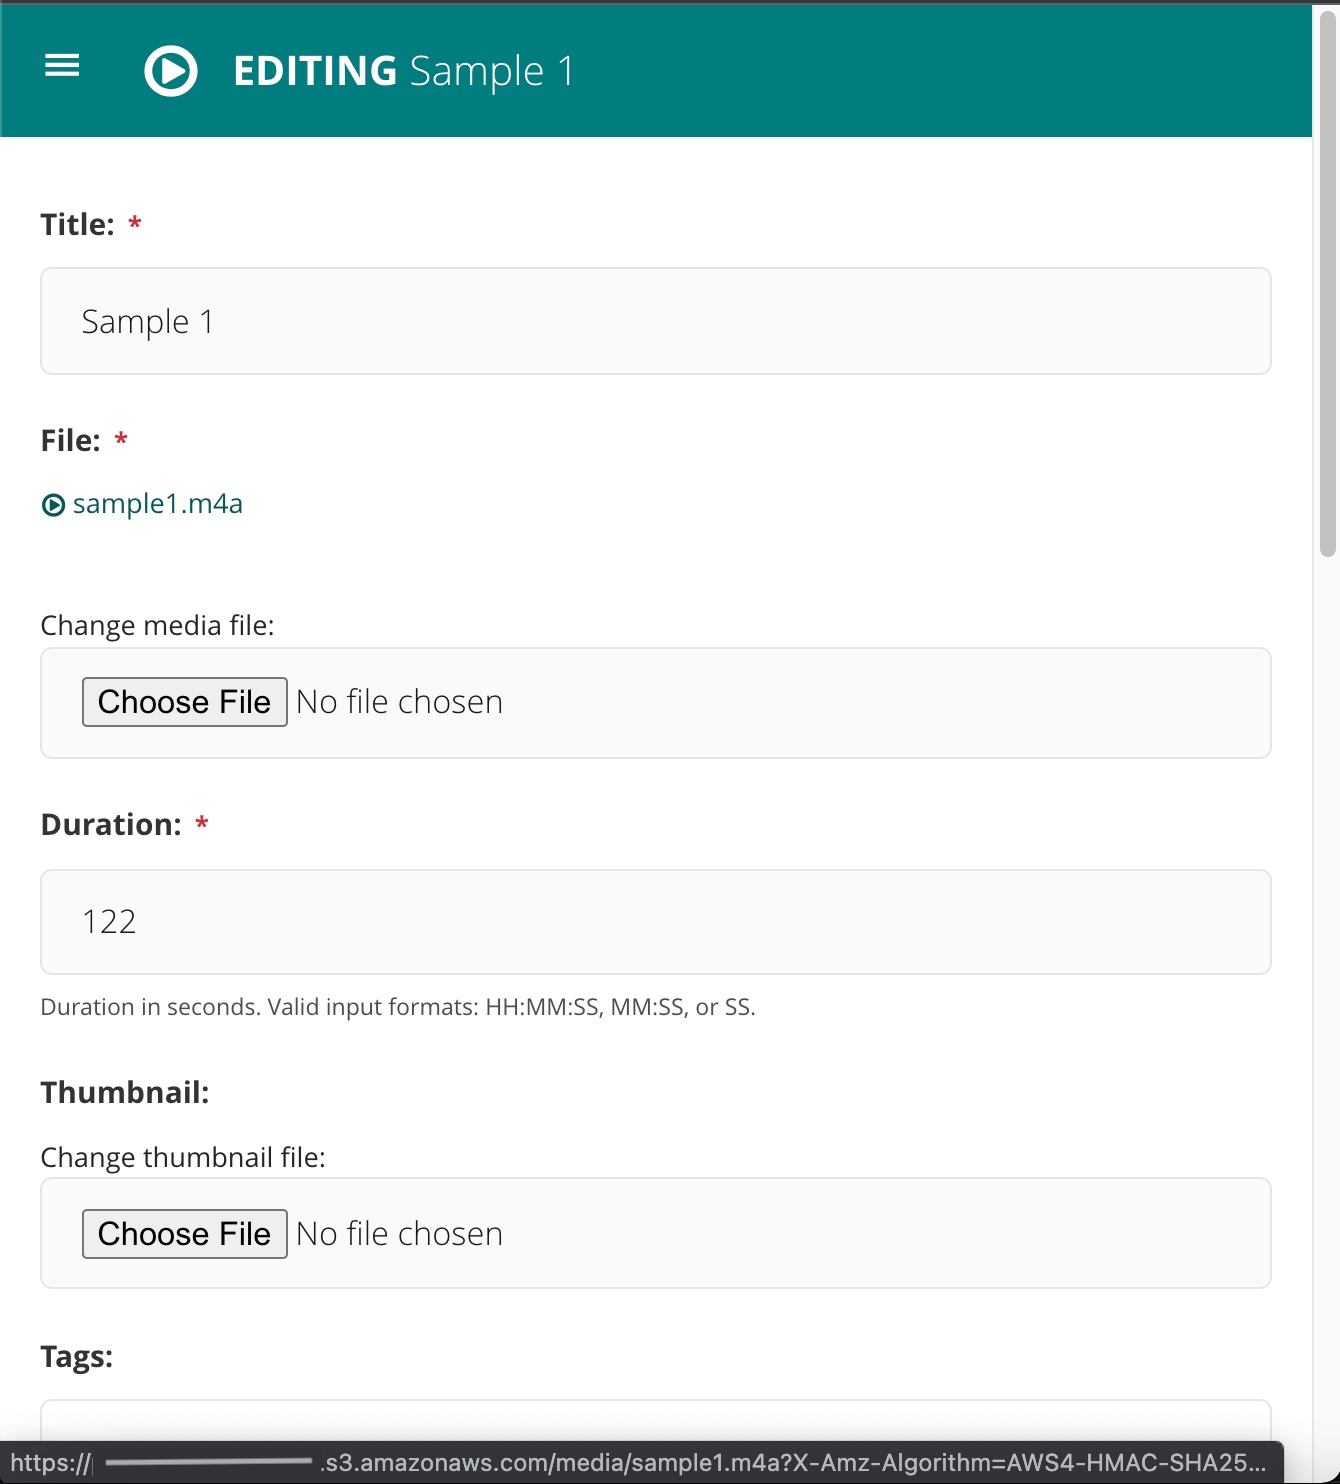 EDITING Sample 1
Title: *
Sample 1
File: *
sample1.m4a
Change media file:
Choose File No file chosen
Duration: *
122
Duration in seconds. Valid input formats: HH:MM:SS, MM:SS, or SS.
Thumbnail:
Change thumbnail file:
Choose File No file chosen
Tags:
https:// .s3.amazonaws.com/media/sample1.m4a?X-Amz-Algorithm=AWS4-HMAC-SHA25...